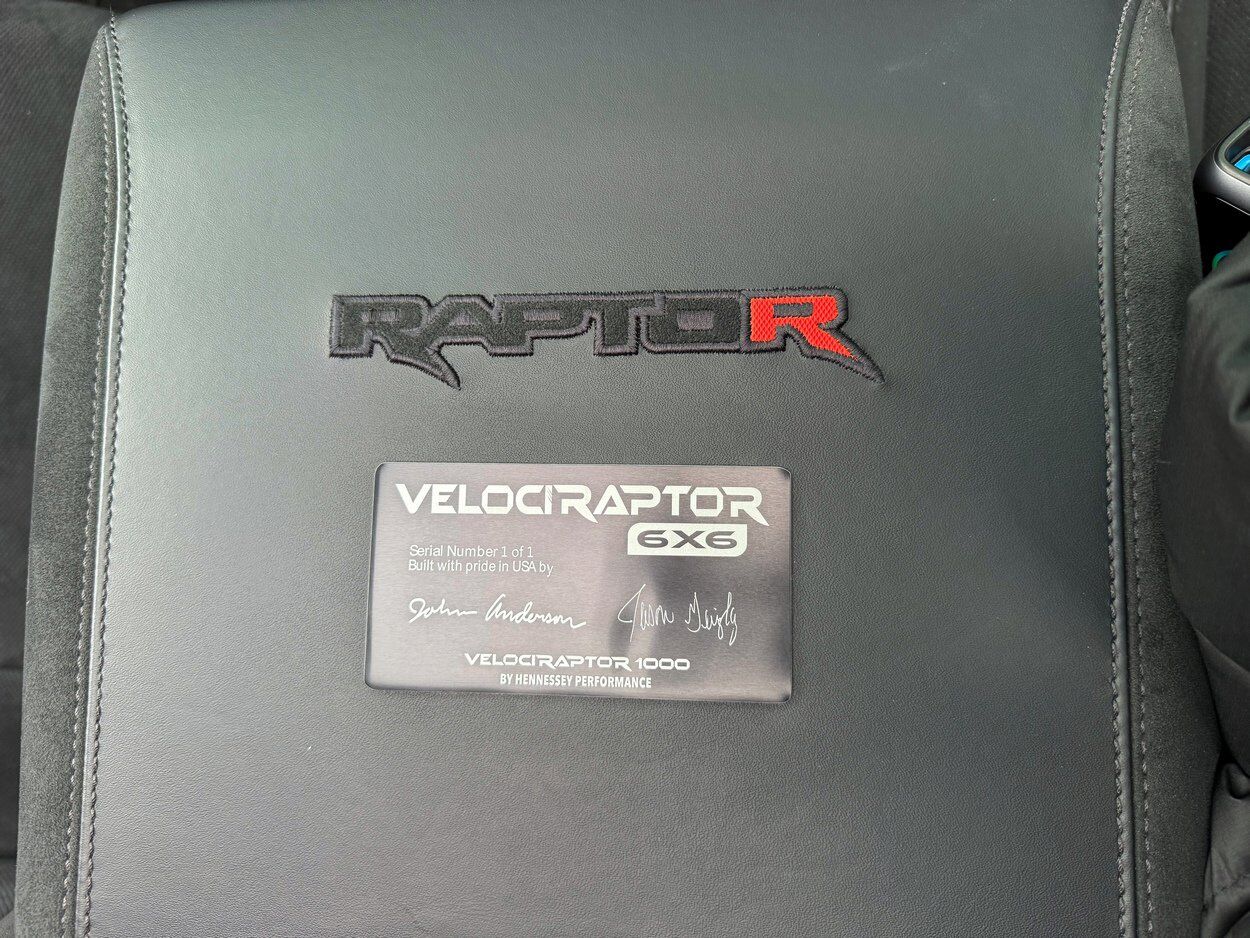 RAPTOR
VELOCIRAPTOR
6X6
Serial Number 1 of 1
Built with pride in USA by
John Anderson Jason
VELOCIRAPTOR 1000
BY HENNESSEY PERFORMANCE